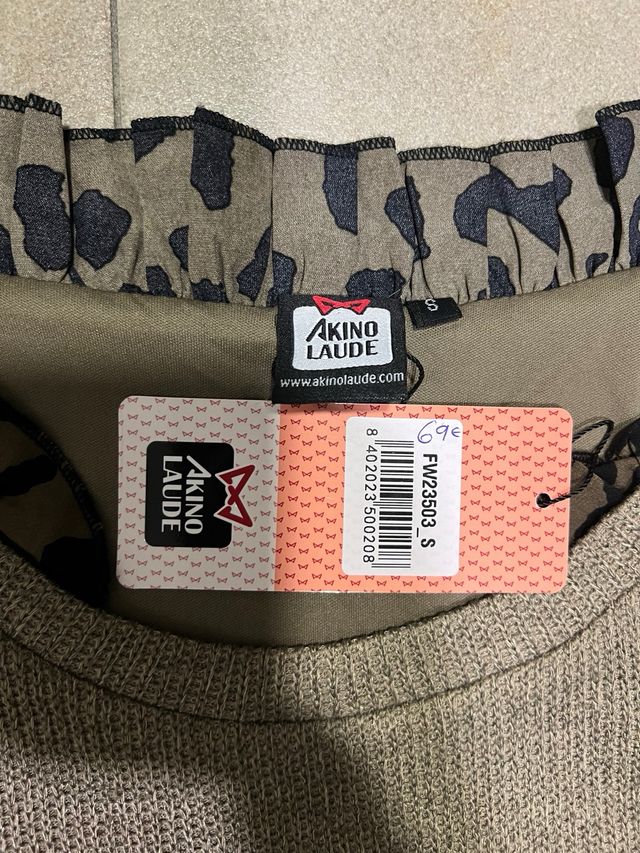 AKINO
LAUDE
www.akinolaude.com
S
AKINO
LAUDE
69€
FW23503_S
8 402023 500208